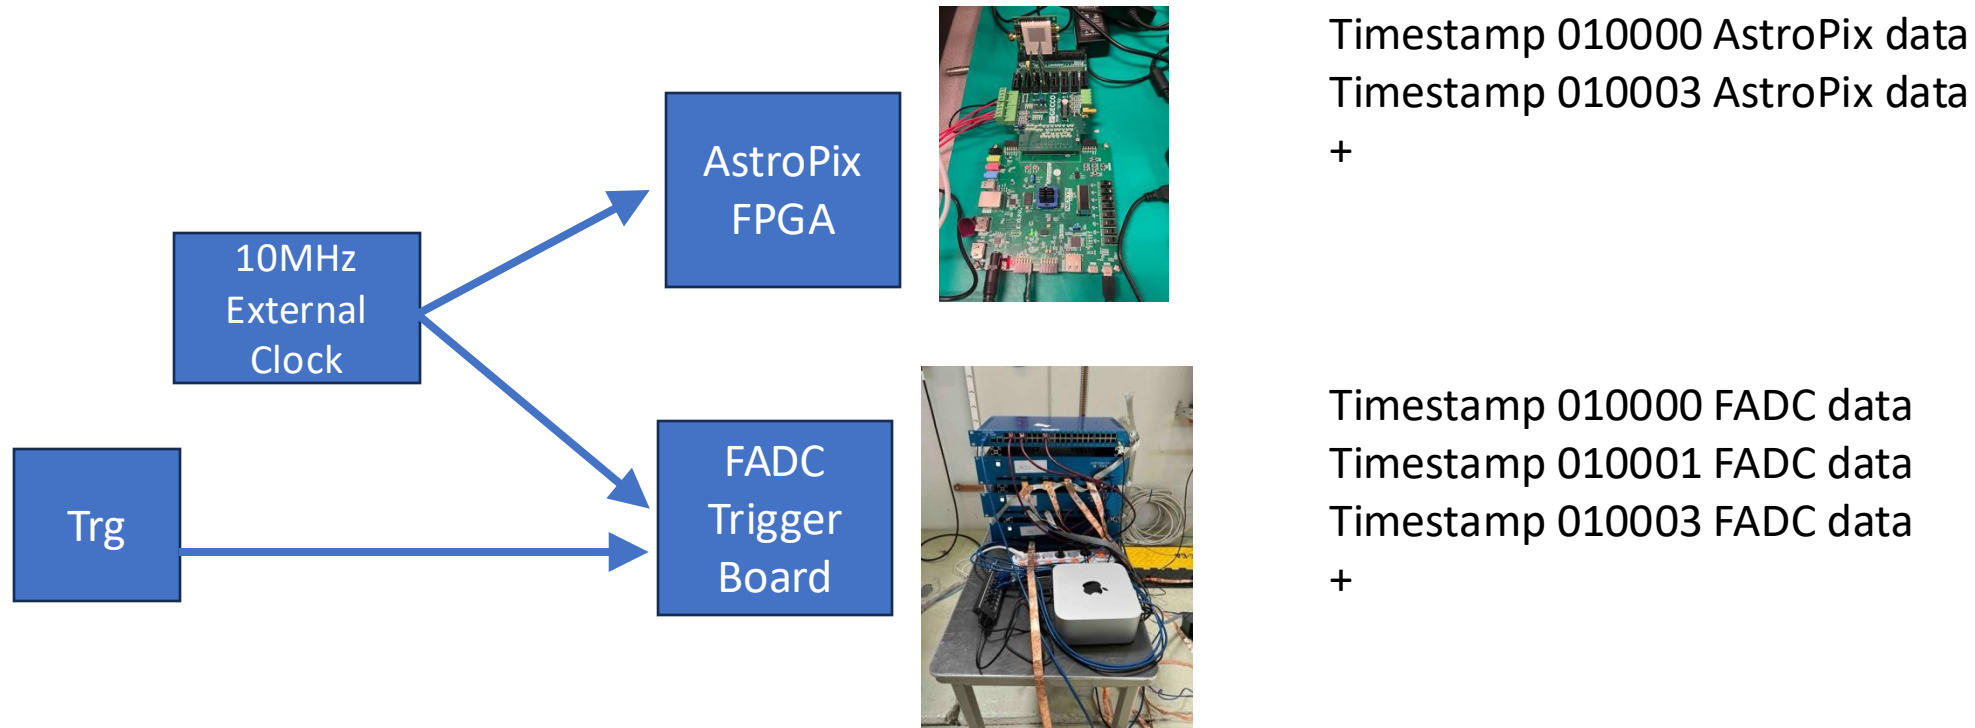 10MHz
External
Clock
Trg
AstroPix
FPGA
FADC
Trigger
Board
Timestamp 010000 AstroPix data
Timestamp 010003 AstroPix data
+
Timestamp 010000 FADC data
Timestamp 010001 FADC data
Timestamp 010003 FADC data
+
GECCO